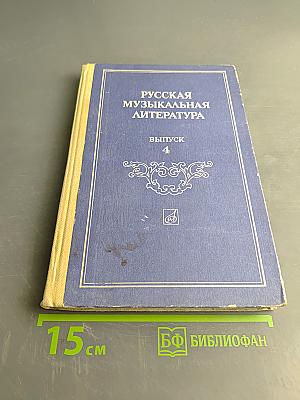 РУССКАЯ
МУЗЫКАЛЬНАЯ
ЛИТЕРАТУРА
ВЫПУСК
4
15 см
БФ БИБЛИОФАН